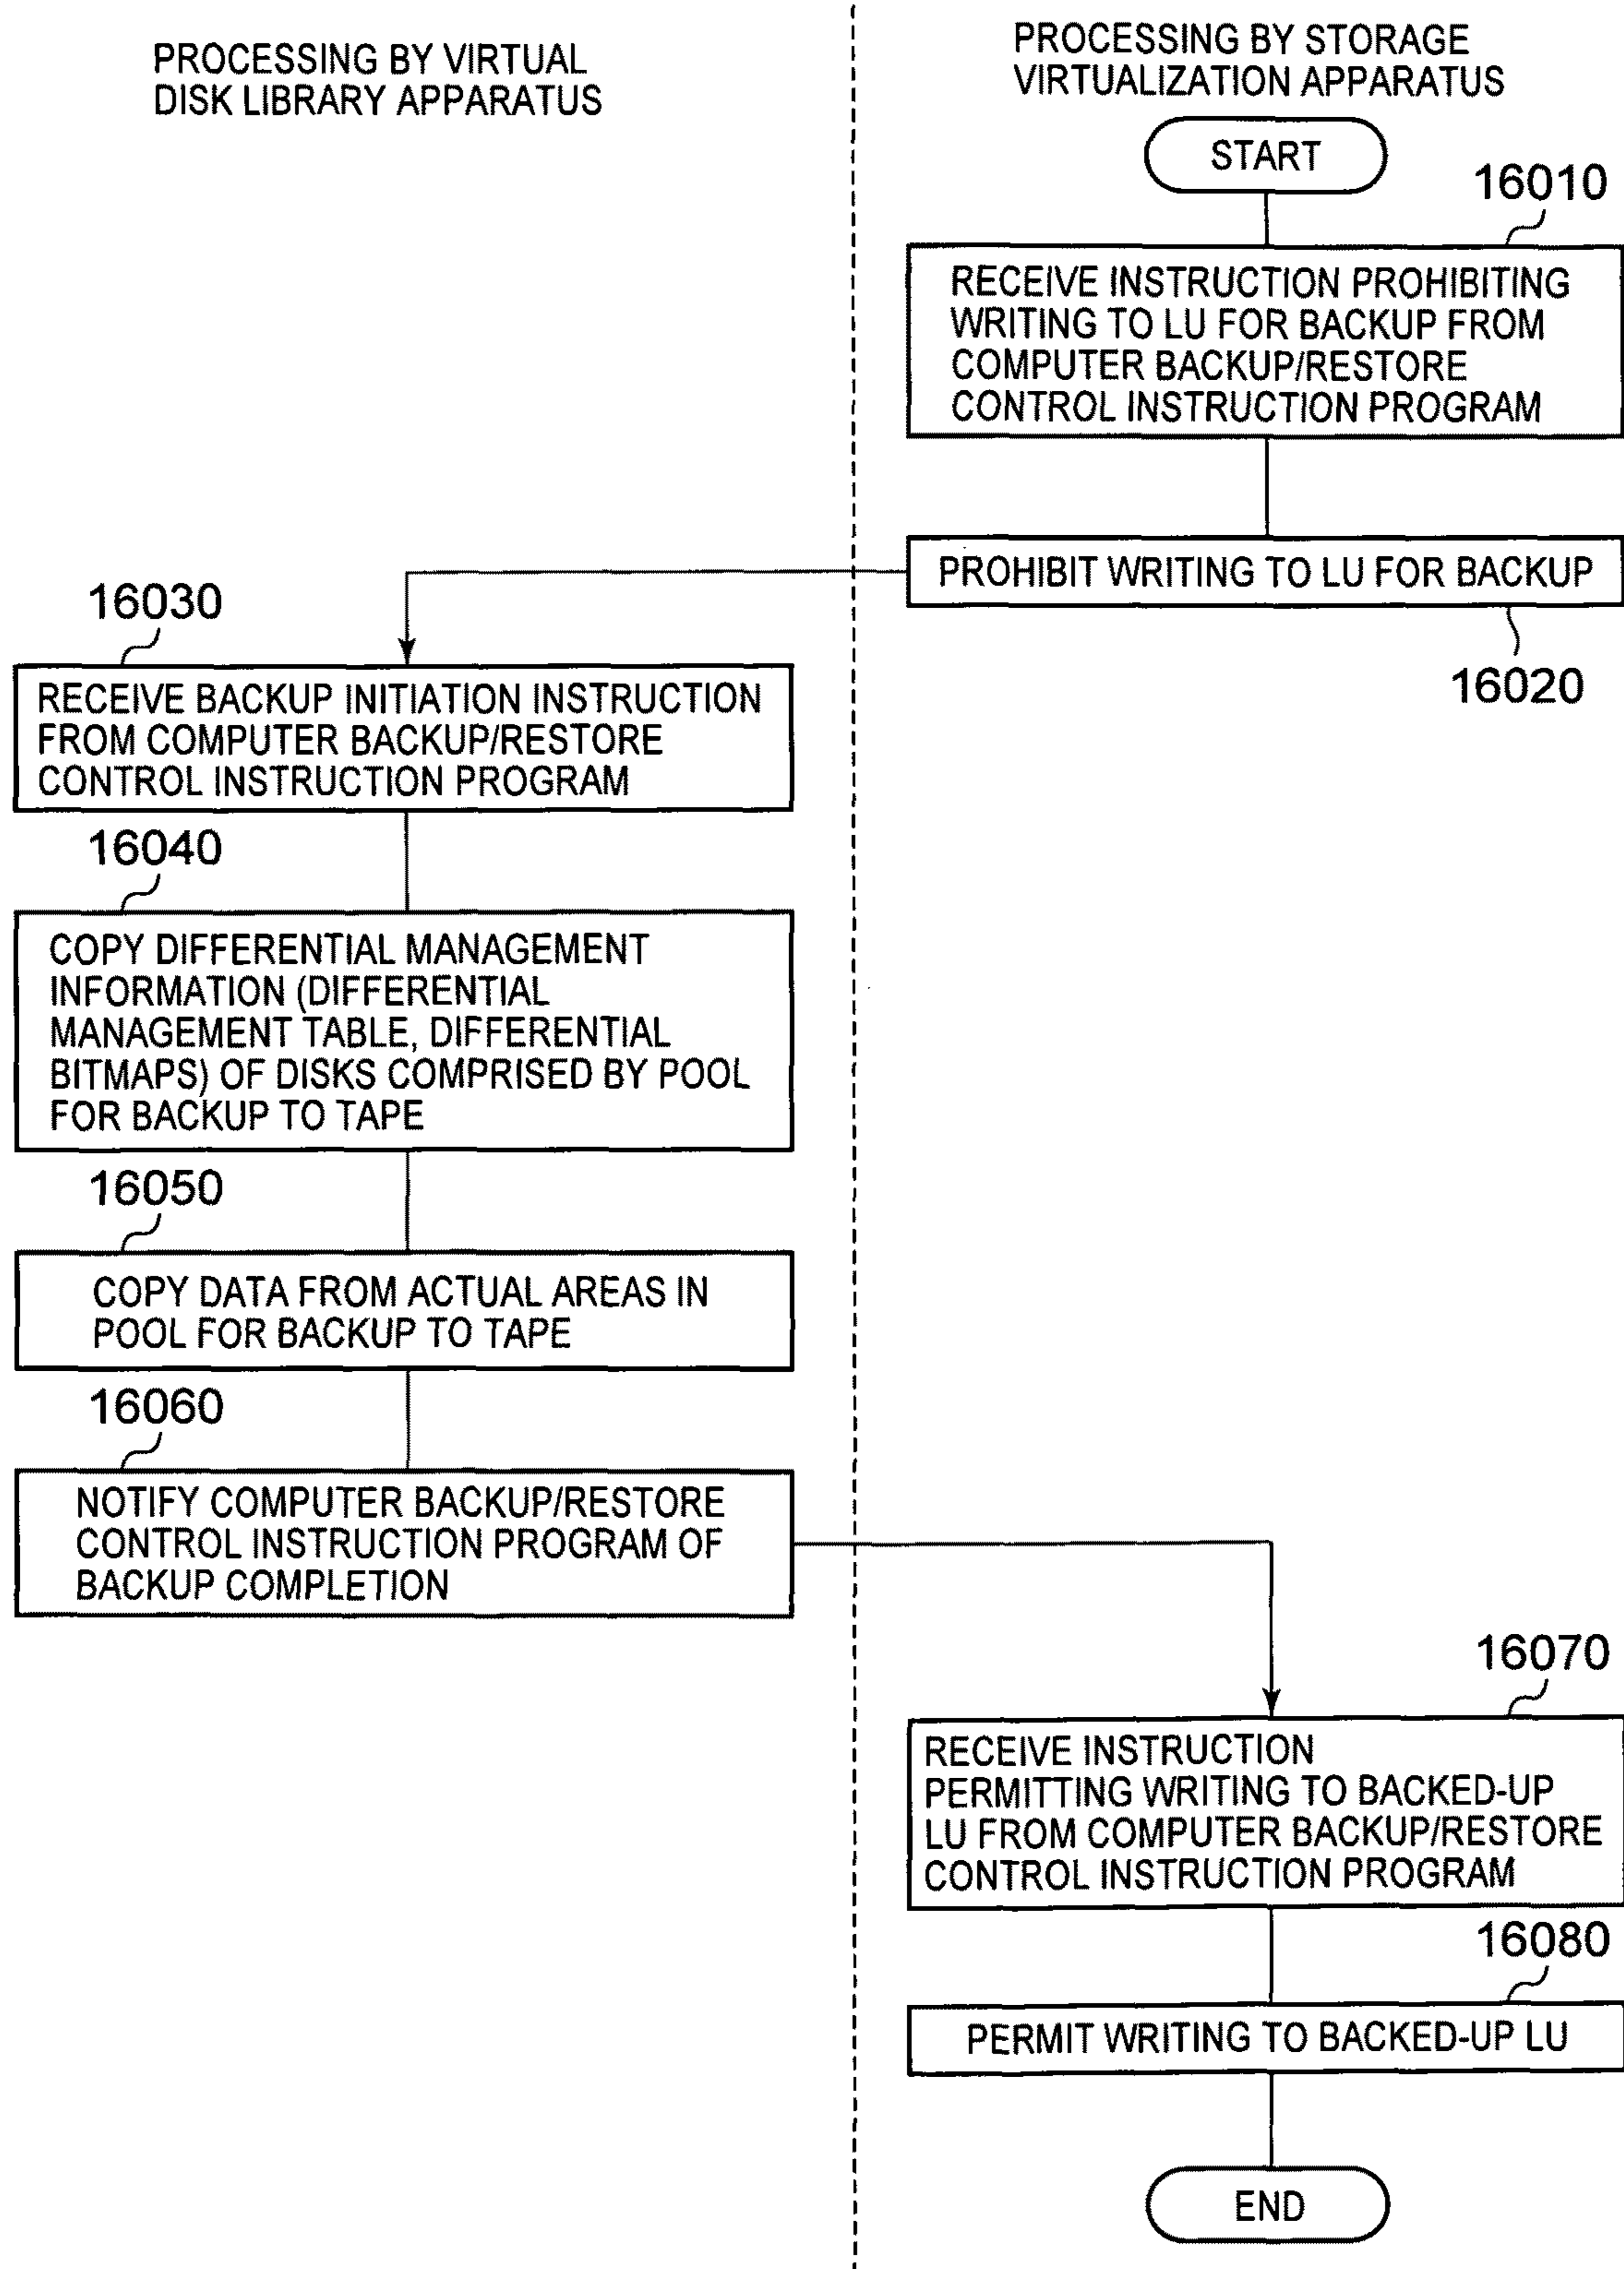 PROCESSING BY VIRTUAL
DISK LIBRARY APPARATUS
PROCESSING BY STORAGE
VIRTUALIZATION APPARATUS
START
16010
RECEIVE INSTRUCTION PROHIBITING
WRITING TO LU FOR BACKUP FROM
COMPUTER BACKUP/RESTORE
CONTROL INSTRUCTION PROGRAM
PROHIBIT WRITING TO LU FOR BACKUP
16020
16030
RECEIVE BACKUP INITIATION INSTRUCTION
FROM COMPUTER BACKUP/RESTORE
CONTROL INSTRUCTION PROGRAM
16040
COPY DIFFERENTIAL MANAGEMENT
INFORMATION (DIFFERENTIAL
MANAGEMENT TABLE, DIFFERENTIAL
BITMAPS) OF DISKS COMPRISED BY POOL
FOR BACKUP TO TAPE
16050
COPY DATA FROM ACTUAL AREAS IN
POOL FOR BACKUP TO TAPE
16060
NOTIFY COMPUTER BACKUP/RESTORE
CONTROL INSTRUCTION PROGRAM OF
BACKUP COMPLETION
16070
RECEIVE INSTRUCTION
PERMITTING WRITING TO BACKED-UP
LU FROM COMPUTER BACKUP/RESTORE
CONTROL INSTRUCTION PROGRAM
16080
PERMIT WRITING TO BACKED-UP LU
END